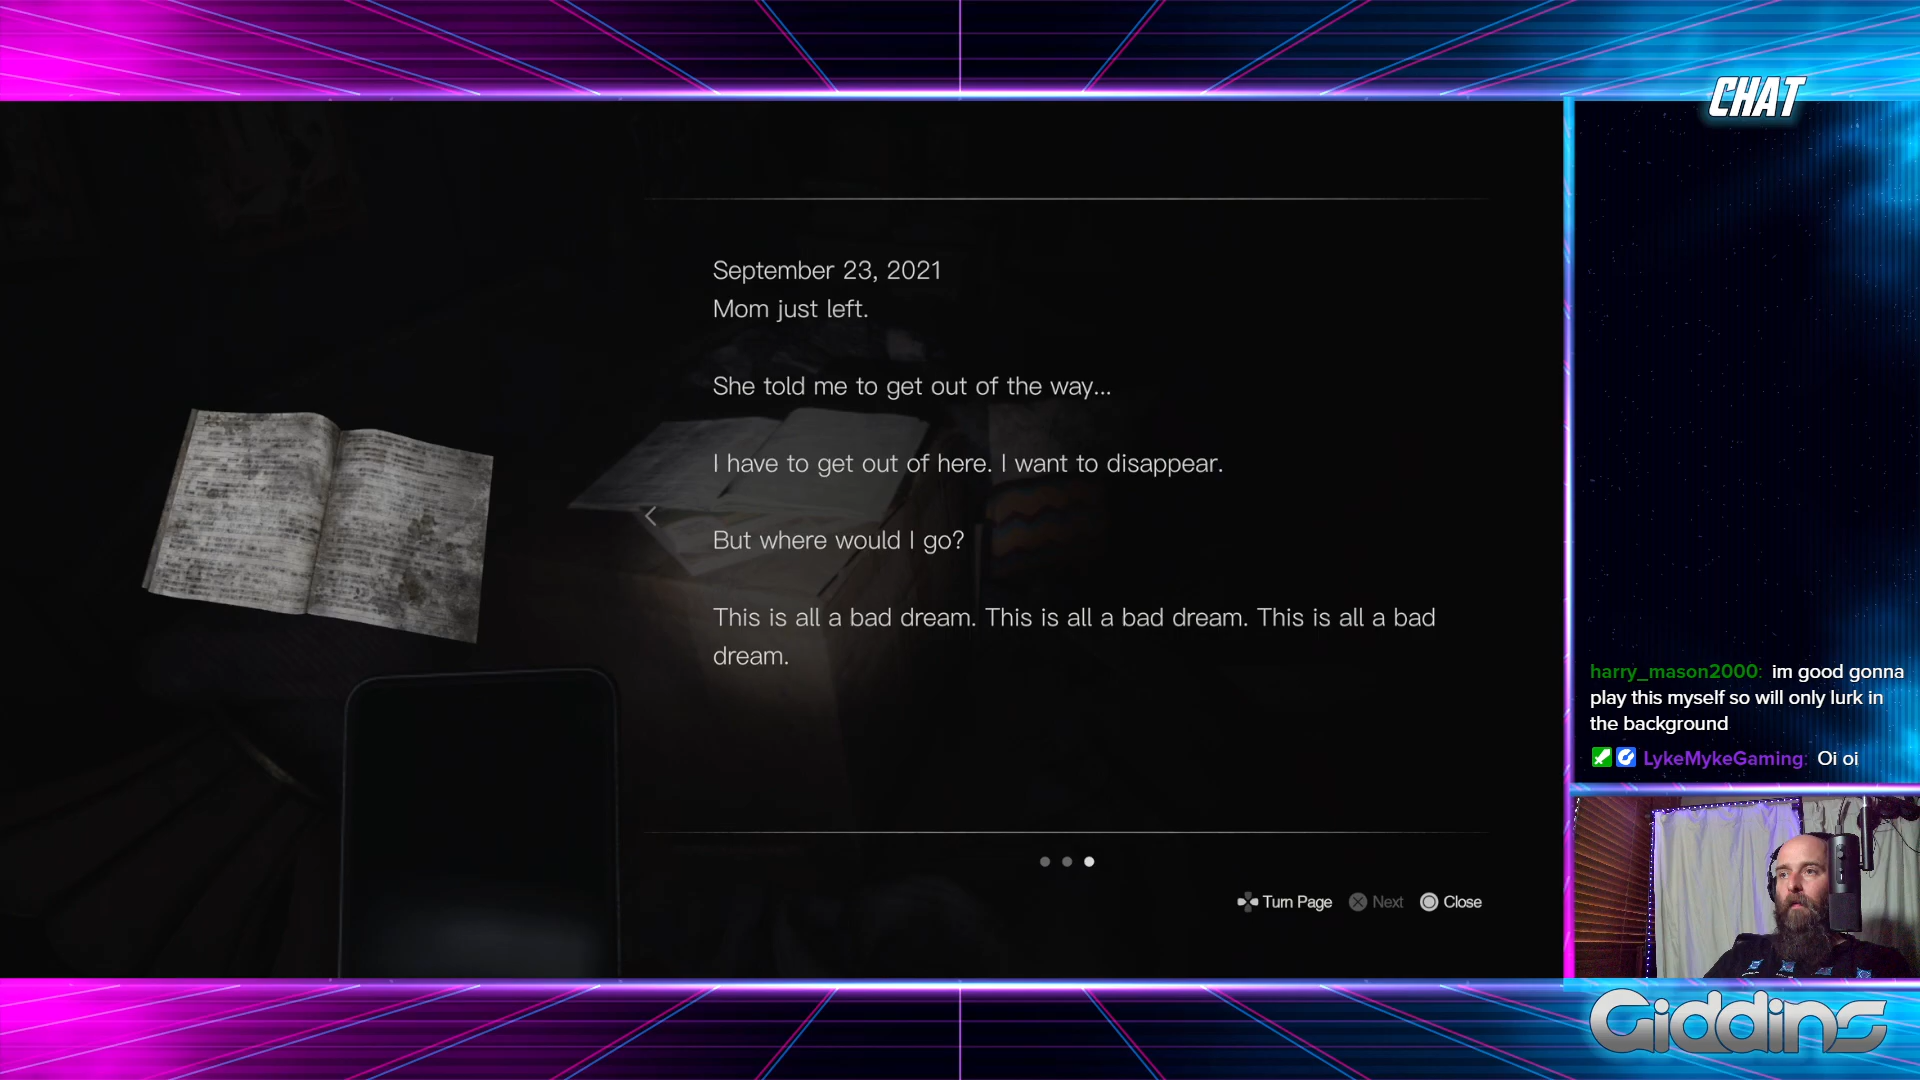 CHAT
September 23, 2021
Mom just left.
She told me to get out of the way...
I have to get out of here. I want to disappear.
But where would I go?
This is all a bad dream. This is all a bad dream. This is all a bad
dream.
Turn Page Next Close
harry_mason2000: im good gonna
play this myself so will only lurk in
the background
LykeMykeGaming: Oi oi
Giddins